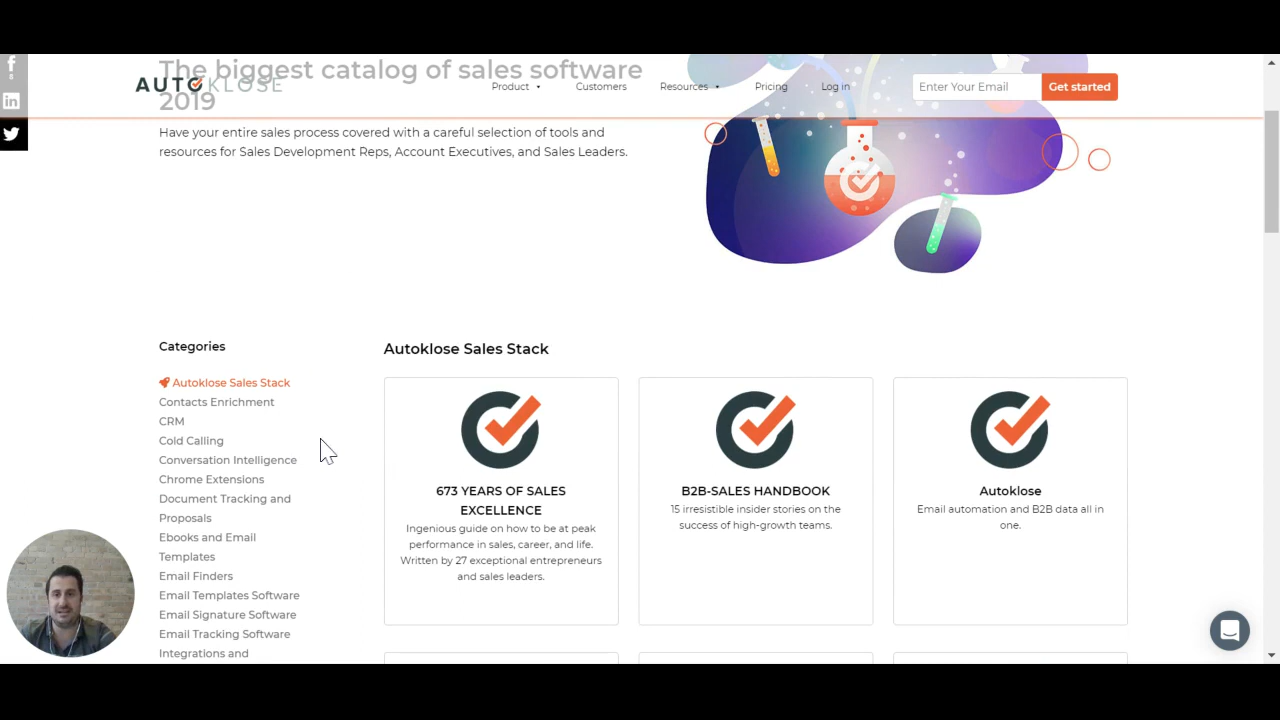 The biggest catalog of sales software
2019
AUTOKLOSE
Product
Customers
Resources
Pricing
Log in
Enter Your Email
Get started
Have your entire sales process covered with a careful selection of tools and
resources for Sales Development Reps, Account Executives, and Sales Leaders.
Categories
Autoklose Sales Stack
Contacts Enrichment
CRM
Cold Calling
Conversation Intelligence
Chrome Extensions
Document Tracking and
Proposals
Ebooks and Email
Templates
Email Finders
Email Templates Software
Email Signature Software
Email Tracking Software
Integrations and
Autoklose Sales Stack
673 YEARS OF SALES
EXCELLENCE
Ingenious guide on how to be at peak
performance in sales, career, and life.
Written by 27 exceptional entrepreneurs
and sales leaders.
B2B-SALES HANDBOOK
15 irresistible insider stories on the
success of high-growth teams.
Autoklose
Email automation and B2B data all in
one.